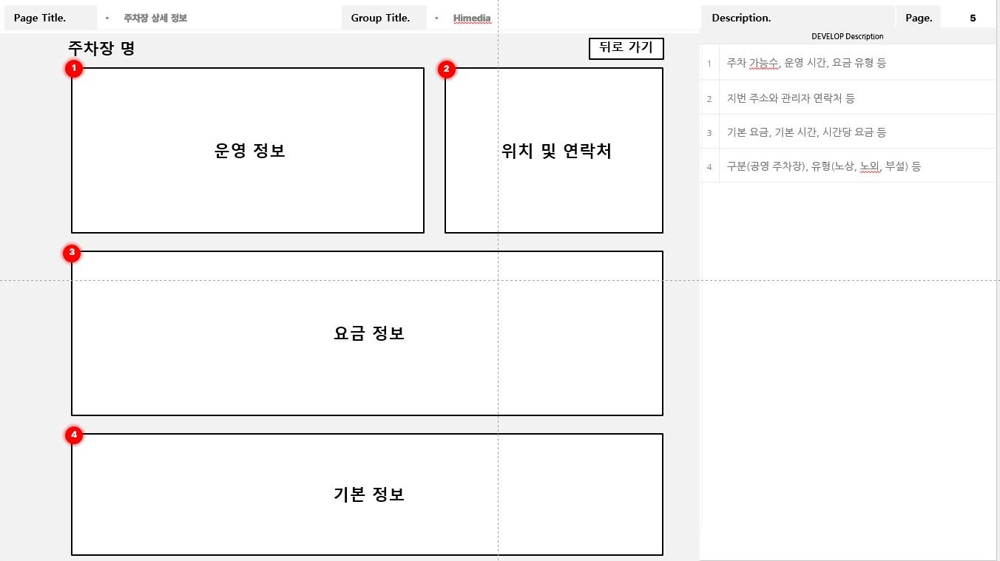 Page Title. • 주차장 상세 정보 Group Title. • Himedia Description. Page. 5
DEVELOP Description
주차장 명
뒤로 가기
1
운영 정보
2
위치 및 연락처
3
요금 정보
4
기본 정보
1 주차 가능수, 운영 시간, 요금 유형 등
2 지번 주소와 관리자 연락처 등
3 기본 요금, 기본 시간, 시간당 요금 등
4 구분(공영 주차장), 유형(노상, 노외, 부설) 등